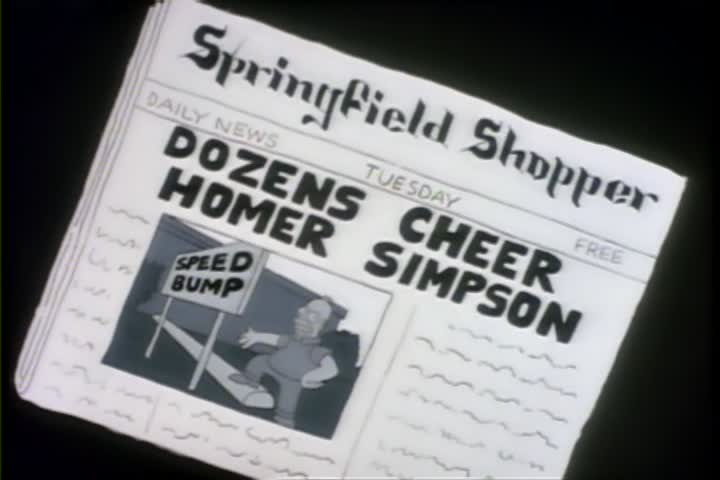 Springfield Shopper
DAILY NEWS TUESDAY FREE
DOZENS CHEER
HOMER SIMPSON
SPEED
BUMP